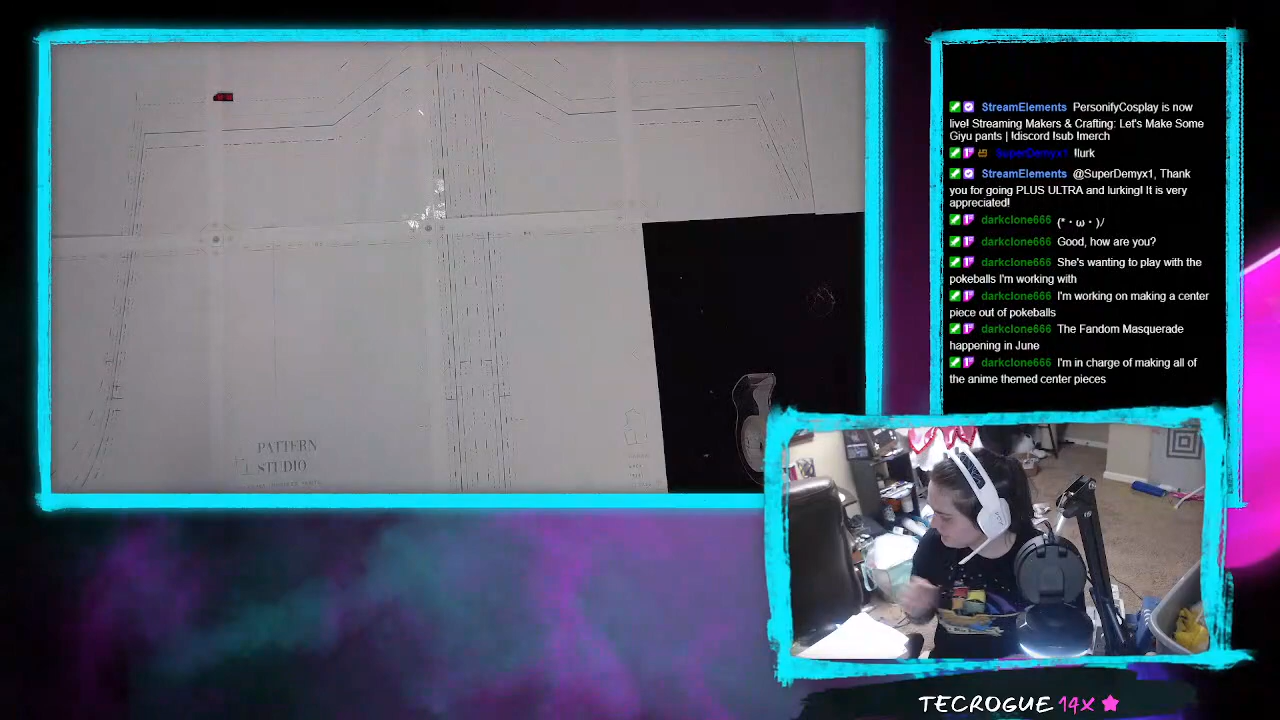 StreamElements PersonifyCosplay is now
live! Streaming Makers & Crafting: Let's Make Some
Giyu pants | !discord !sub !merch
SuperDemyx1 !lurk
StreamElements @SuperDemyx1, Thank
you for going PLUS ULTRA and lurking! It is very
appreciated!
darkclone666 (*・ω・)/
darkclone666 Good, how are you?
darkclone666 She's wanting to play with the
pokeballs I'm working with
darkclone666 I'm working on making a center
piece out of pokeballs
darkclone666 The Fandom Masquerade
happening in June
darkclone666 I'm in charge of making all of
the anime themed center pieces
PATTERN
STUDIO
TECROGUE 14X